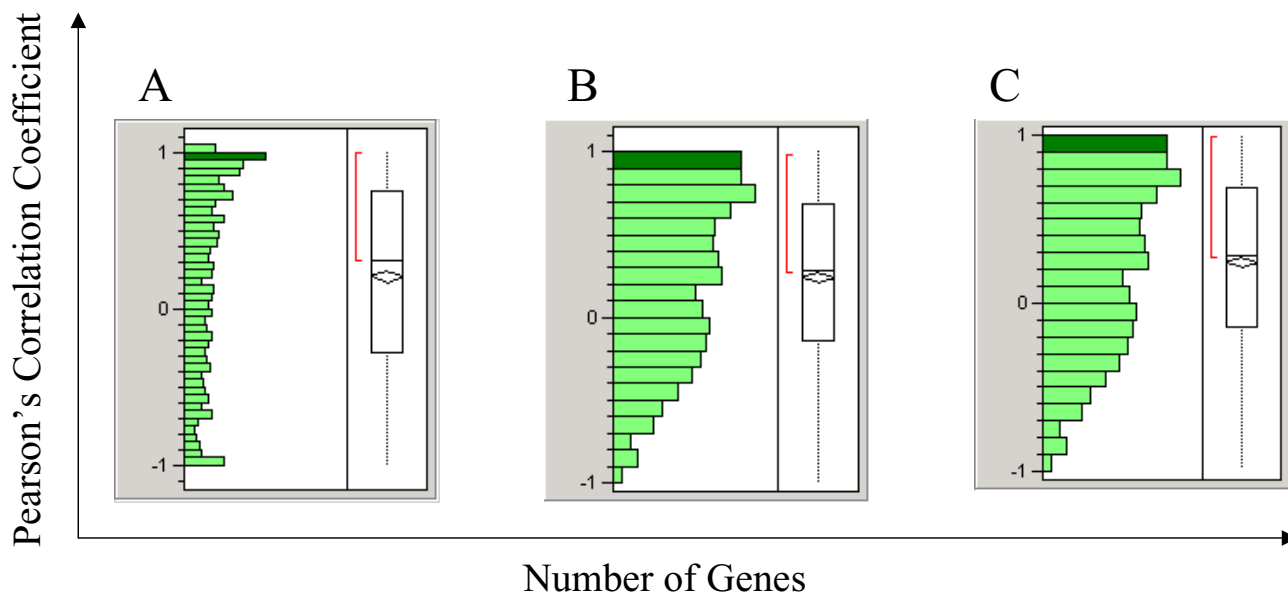 Pearson’s Correlation Coefficient
A
1
0
-1
B
1
0
-1
C
1
0
-1
Number of Genes